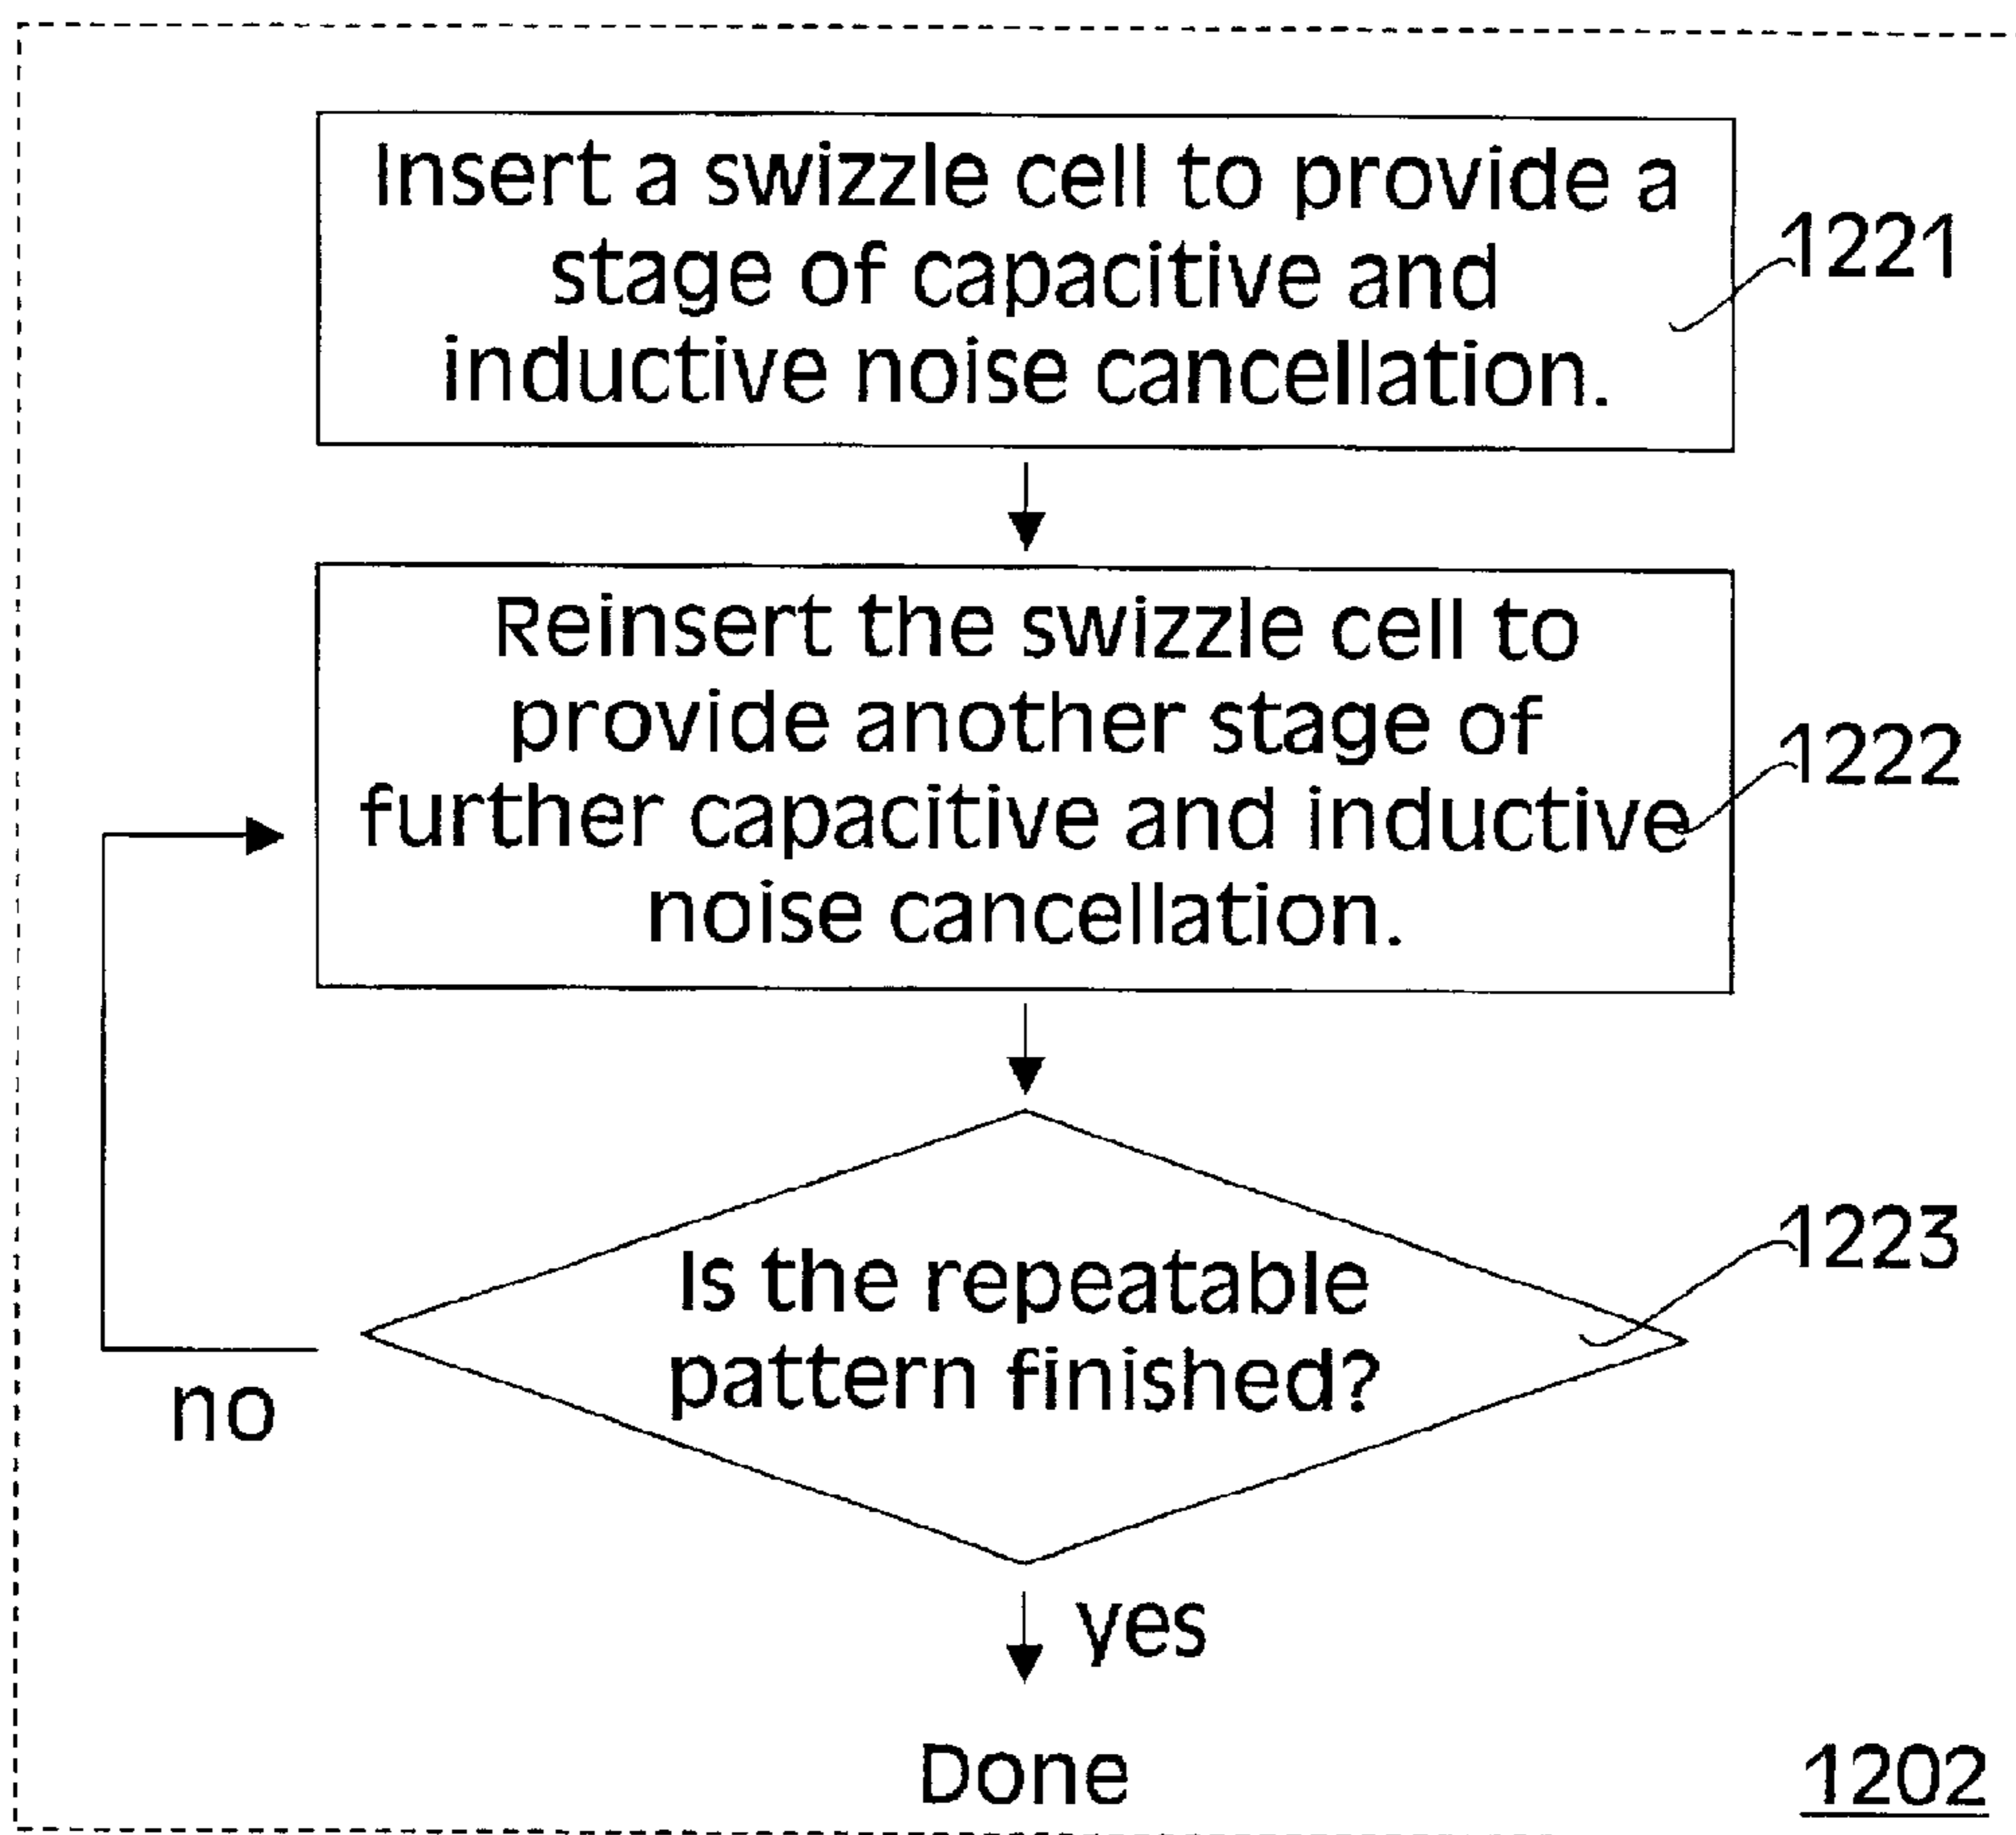 Insert a swizzle cell to provide a
stage of capacitive and
inductive noise cancellation.
1221
Reinsert the swizzle cell to
provide another stage of
further capacitive and inductive
noise cancellation.
1222
Is the repeatable
pattern finished?
1223
no
yes
Done
1202